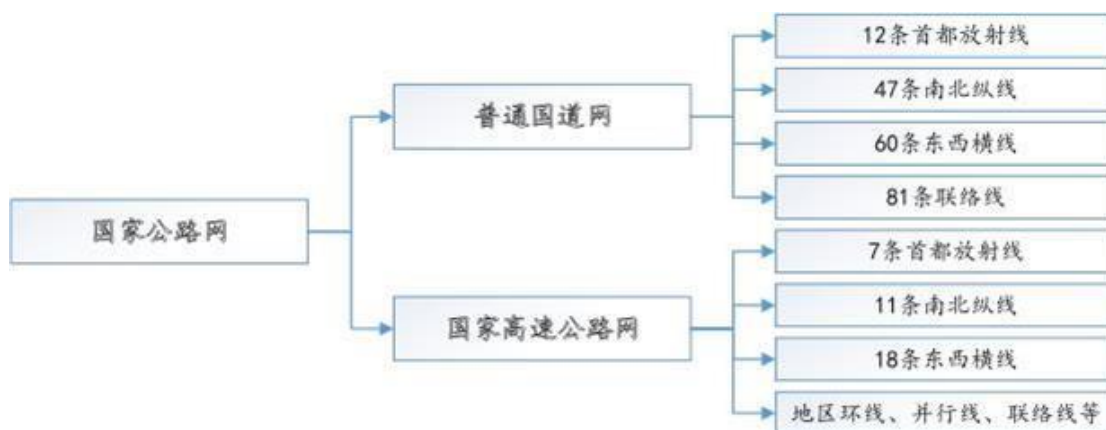 国家公路网
普通国道网
12条首都放射线
47条南北纵线
60条东西横线
81条联络线
国家高速公路网
7条首都放射线
11条南北纵线
18条东西横线
地区环线、并行线、联络线等